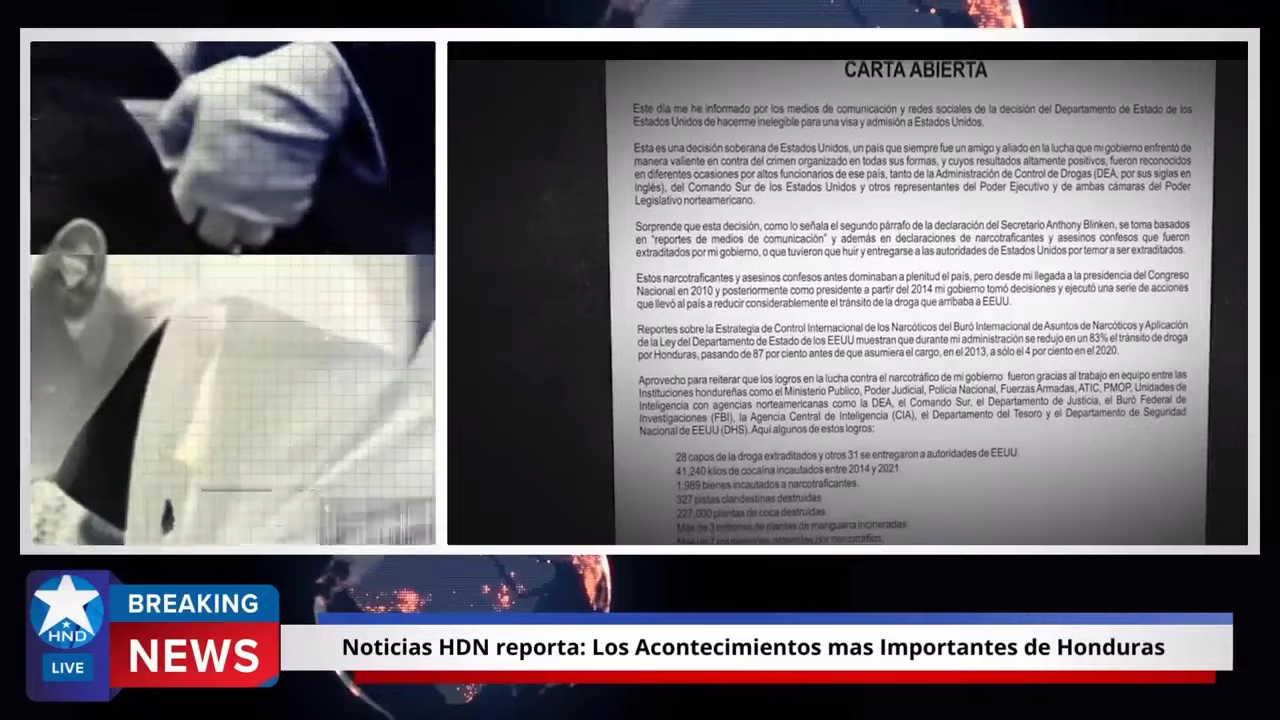 CARTA ABIERTA
Este día me he informado por los medios de comunicación y redes sociales de la decisión del Departamento de Estado de los
Estados Unidos de hacerme inelegible para una visa y admisión a Estados Unidos.
Esta es una decisión soberana de Estados Unidos, un país que siempre fue un amigo y aliado en la lucha que mi gobierno enfrentó de
manera valiente en contra del crimen organizado en todas sus formas, y cuyos resultados altamente positivos, fueron reconocidos
en diferentes ocasiones por altos funcionarios de ese país, tanto de la Administración de Control de Drogas (DEA, por sus siglas en
inglés), del Comando Sur de los Estados Unidos y otros representantes del Poder Ejecutivo y de ambas cámaras del Poder
Legislativo norteamericano.
Sorprende que esta decisión, como lo señala el segundo párrafo de la declaración del Secretario Anthony Blinken, se toma basados
en "reportes de medios de comunicación" y además en declaraciones de narcotraficantes y asesinos confesos que fueron
extraditados por mi gobierno, o que tuvieron que huir y entregarse a las autoridades de Estados Unidos por temor a ser extraditados.
Estos narcotraficantes y asesinos confesos antes dominaban a plenitud el país, pero desde mi llegada a la presidencia del Congreso
Nacional en 2010 y posteriormente como presidente a partir del 2014 mi gobierno tomó decisiones y ejecutó una serie de acciones
que llevó al país a reducir considerablemente el tránsito de la droga que arribaba a EEUU.
Reportes sobre la Estrategia de Control Internacional de los Narcóticos del Buró Internacional de Asuntos de Narcóticos y Aplicación
de la Ley del Departamento de Estado de los EEUU muestran que durante mi administración se redujo en un 83% el tránsito de droga
por Honduras, pasando de 87 por ciento antes de que asumiera el cargo, en el 2013, a sólo el 4 por ciento en el 2020.
Aprovecho para reiterar que los logros en la lucha contra el narcotráfico de mi gobierno fueron gracias al trabajo en equipo entre las
Instituciones hondureñas como el Ministerio Publico, Poder Judicial, Policía Nacional, Fuerzas Armadas, ATIC, PMOP, Unidades de
Inteligencia con agencias norteamericanas como la DEA, el Comando Sur, el Departamento de Justicia, el Buró Federal de
Investigaciones (FBI), la Agencia Central de Inteligencia (CIA), el Departamento del Tesoro y el Departamento de Seguridad
Nacional de EEUU (DHS). Aquí algunos de estos logros:
28 capos de la droga extraditados y otros 31 se entregaron a autoridades de EEUU.
41,240 kilos de cocaína incautados entre 2014 y 2021.
1,989 bienes incautados a narcotraficantes.
327 pistas clandestinas destruidas
227,000 plantas de coca destruidas.
Más de 3 millones de plantas de marihuana incineradas
por narcotráfico.
HND
LIVE
BREAKING
NEWS
Noticias HDN reporta: Los Acontecimientos mas Importantes de Honduras